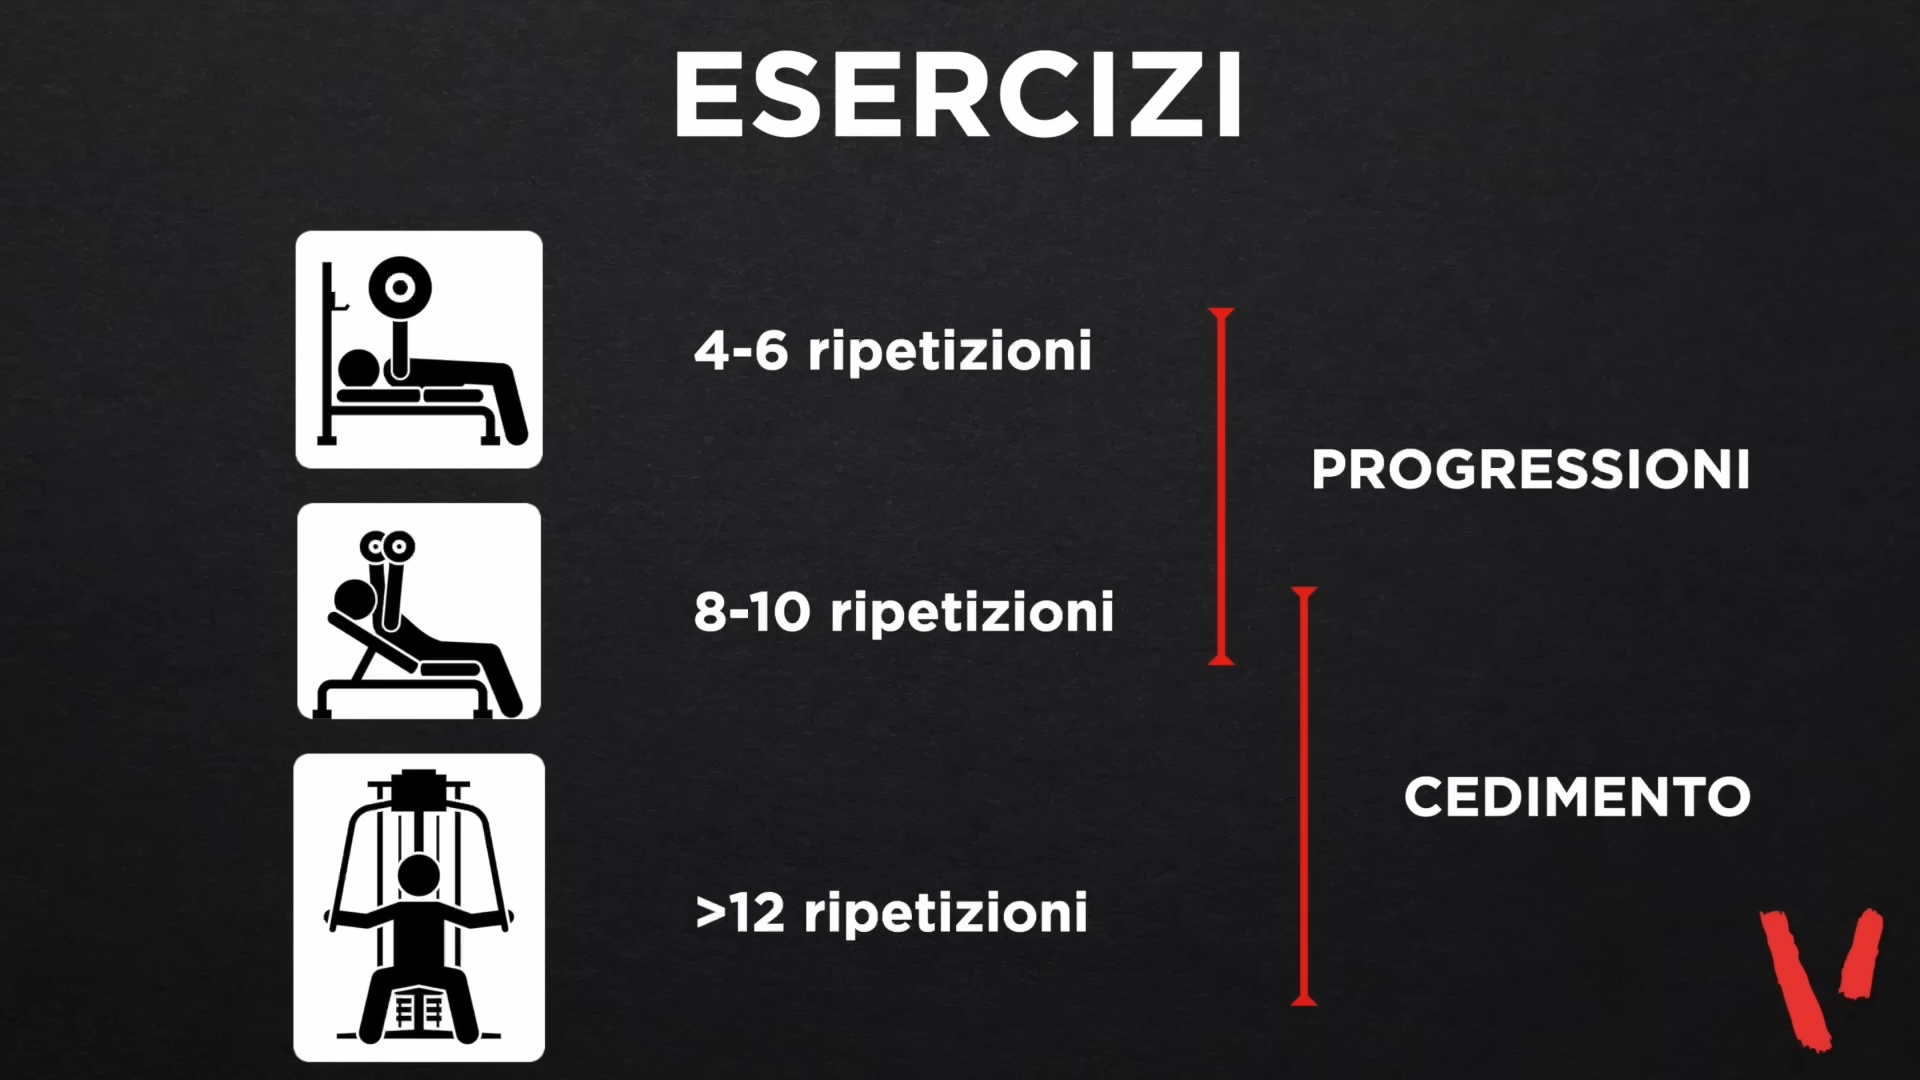 ESERCIZI
4-6 ripetizioni
PROGRESSIONI
8-10 ripetizioni
CEDIMENTO
>12 ripetizioni